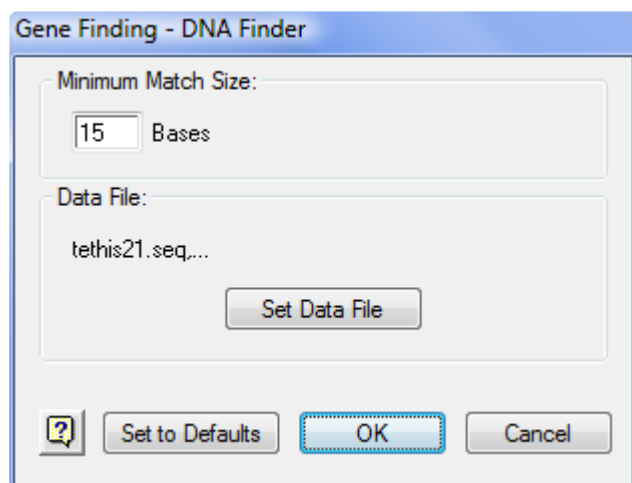 Gene Finding - DNA Finder
Minimum Match Size:
15 Bases
Data File:
tethis21.seq,...
Set Data File
? Set to Defaults OK Cancel